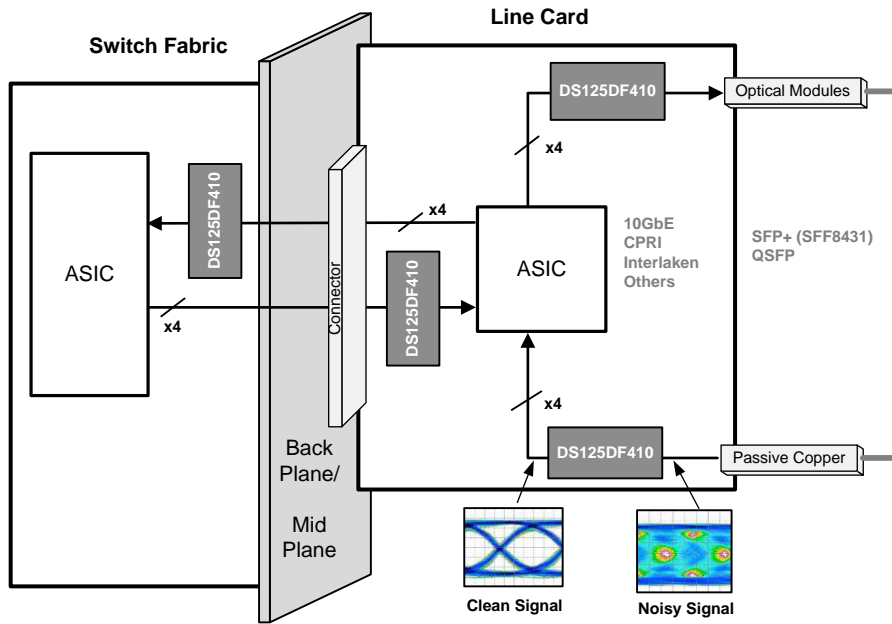 Line Card
Switch Fabric
DS125DF410
Optical Modules
x4
DS125DF410
x4
ASIC
ASIC
10GbE
CPRI
Interlaken
Others
SFP+ (SFF8431)
QSFP
DS125DF410
Connector
x4
x4
DS125DF410
Passive Copper
Back
Plane/
Mid
Plane
Clean Signal
Noisy Signal